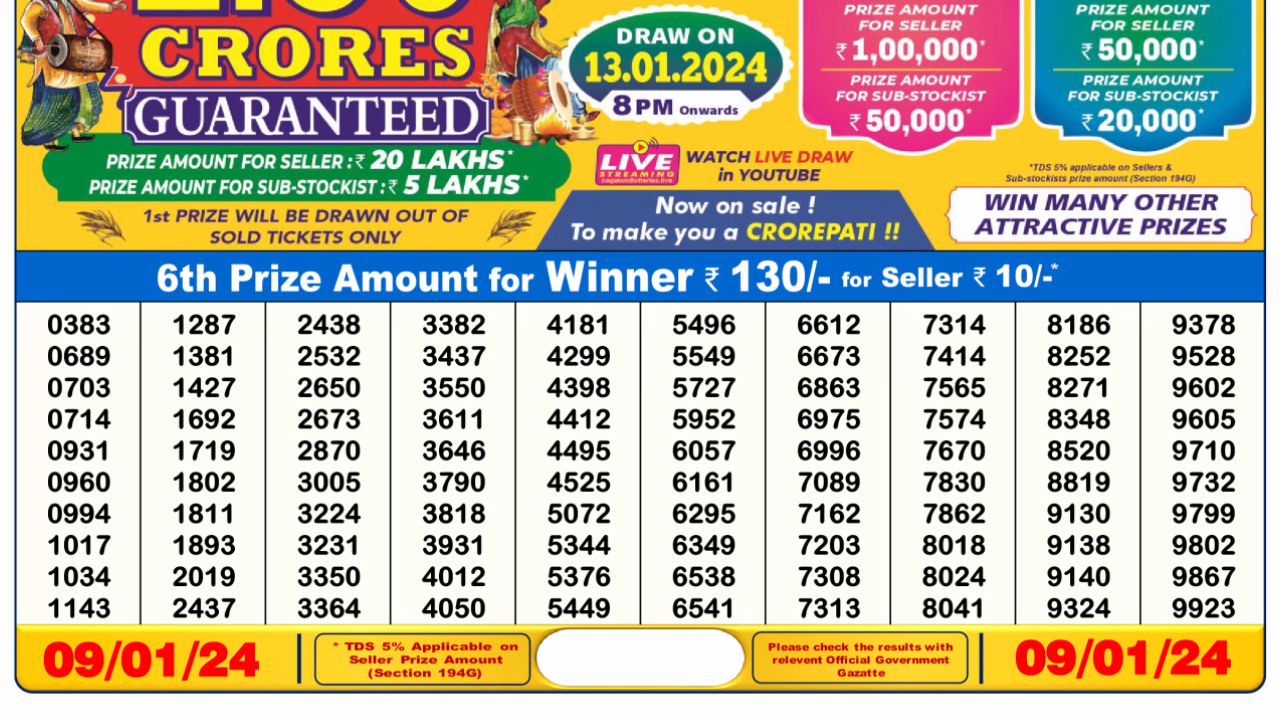 CRORES
GUARANTEED
PRIZE AMOUNT FOR SELLER :₹ 20 LAKHS*
PRIZE AMOUNT FOR SUB-STOCKIST :₹ 5 LAKHS*
1st PRIZE WILL BE DRAWN OUT OF
SOLD TICKETS ONLY
DRAW ON
13.01.2024
8PM Onwards
LIVE
STREAMING
nagalandlotteries.live
WATCH LIVE DRAW
in YOUTUBE
Now on sale !
To make you a CROREPATI !!
PRIZE AMOUNT
FOR SELLER
₹ 1,00,000*
PRIZE AMOUNT
FOR SUB-STOCKIST
₹ 50,000*
PRIZE AMOUNT
FOR SELLER
₹ 50,000*
PRIZE AMOUNT
FOR SUB-STOCKIST
₹ 20,000*
*TDS 5% applicable on Sellers &
Sub-stockists prize amount (Section 194G)
WIN MANY OTHER
ATTRACTIVE PRIZES
6th Prize Amount for Winner ₹ 130/- for Seller ₹ 10/-*
0383 1287 2438 3382 4181 5496 6612 7314 8186 9378
0689 1381 2532 3437 4299 5549 6673 7414 8252 9528
0703 1427 2650 3550 4398 5727 6863 7565 8271 9602
0714 1692 2673 3611 4412 5952 6975 7574 8348 9605
0931 1719 2870 3646 4495 6057 6996 7670 8520 9710
0960 1802 3005 3790 4525 6161 7089 7830 8819 9732
0994 1811 3224 3818 5072 6295 7162 7862 9130 9799
1017 1893 3231 3931 5344 6349 7203 8018 9138 9802
1034 2019 3350 4012 5376 6538 7308 8024 9140 9867
1143 2437 3364 4050 5449 6541 7313 8041 9324 9923
09/01/24
* TDS 5% Applicable on
Seller Prize Amount
(Section 194G)
Please check the results with
relevent Official Government
Gazatte
09/01/24